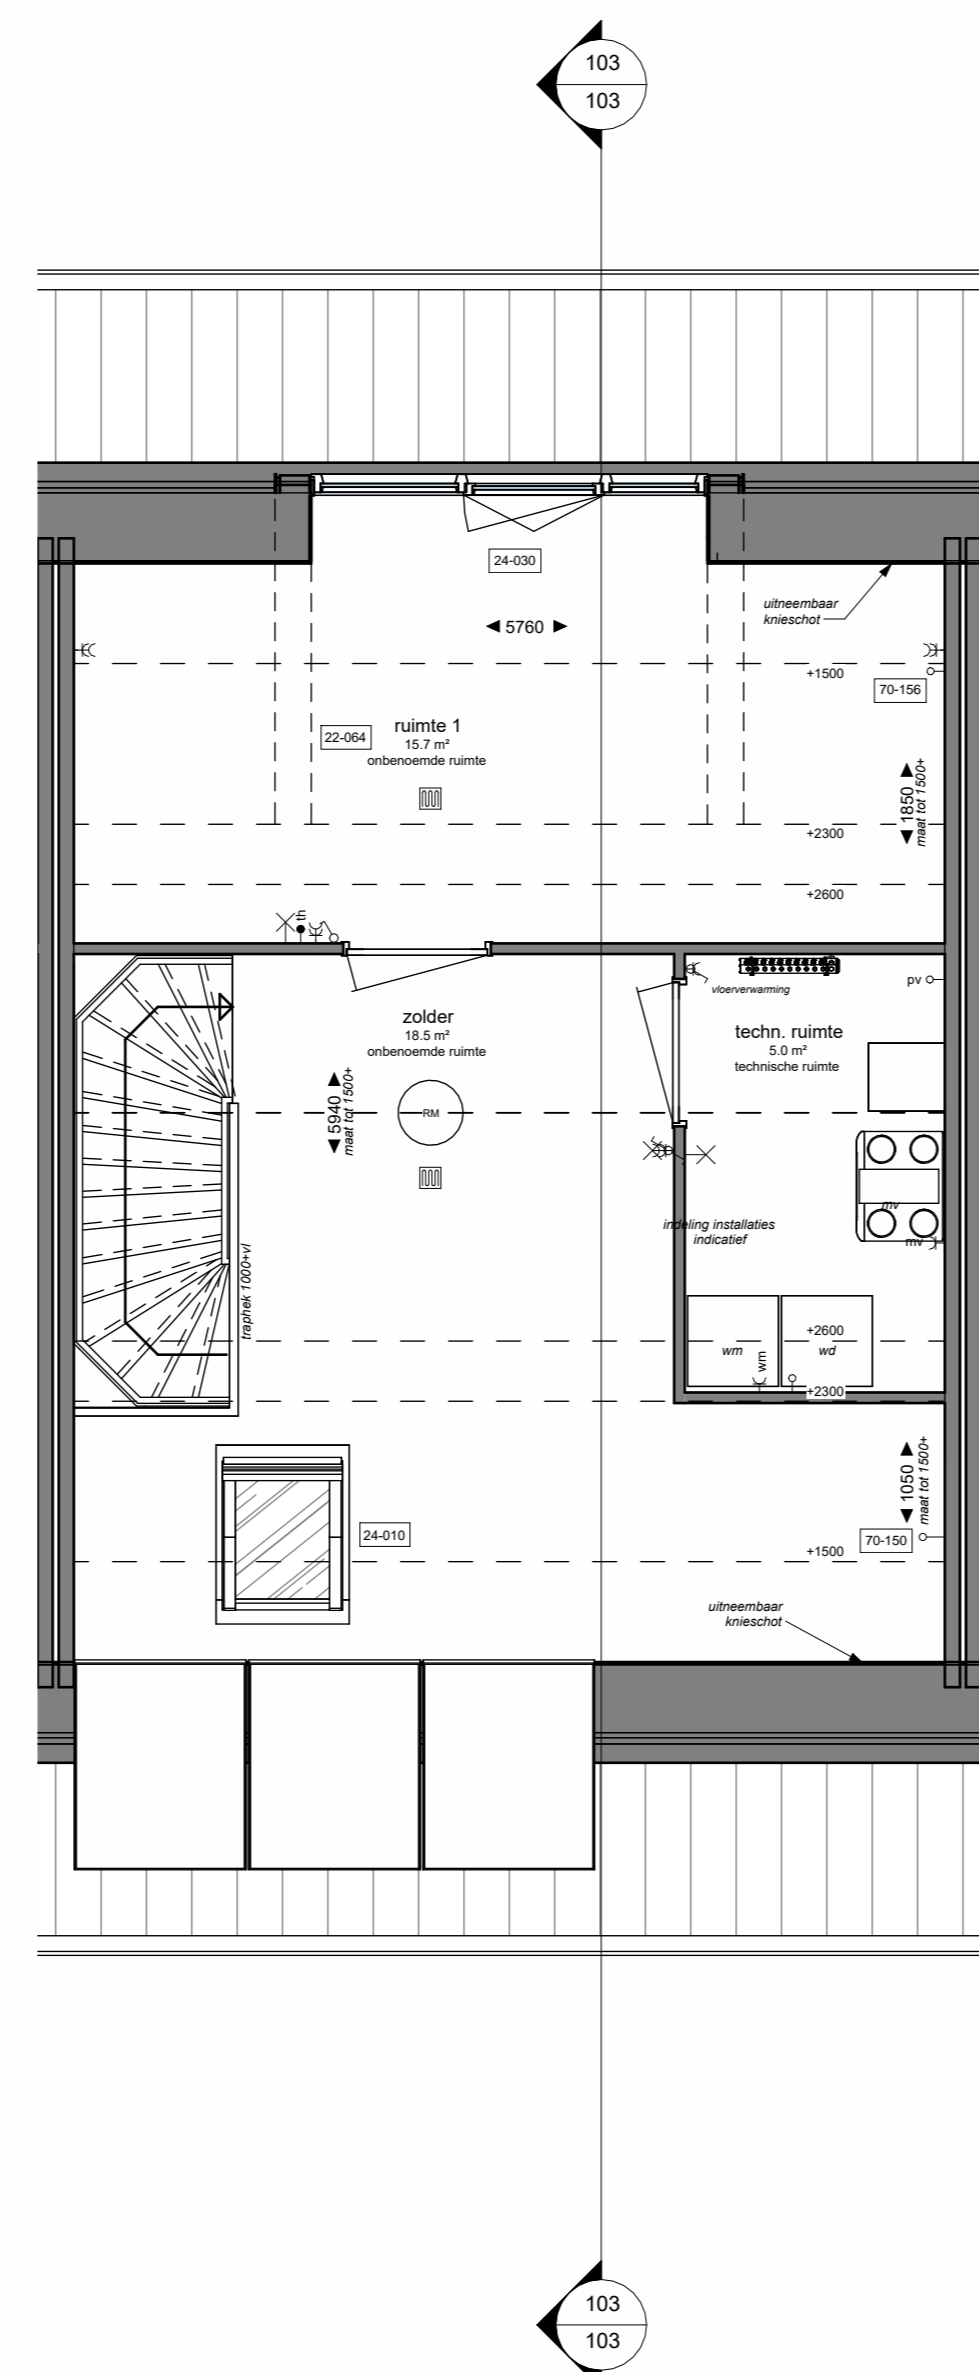 103
103
24-030
5760
uitneembaar
knieschot
+1500
70-156
ruimte 1
15.7 m²
onbenoemde ruimte
22-064
1850
maat tot 1500+
+2300
+2600
th
zolder
18.5 m²
onbenoemde ruimte
vloerverwarming
pv
techn. ruimte
5.0 m²
technische ruimte
5940
maat tot 1500+
RM
mv
mv
indeling installaties
indicatief
traphek 1000+vl
+2600
wm
wm
wd
+2300
1050
maat tot 1500+
24-010
70-150
+1500
uitneembaar
knieschot
103
103